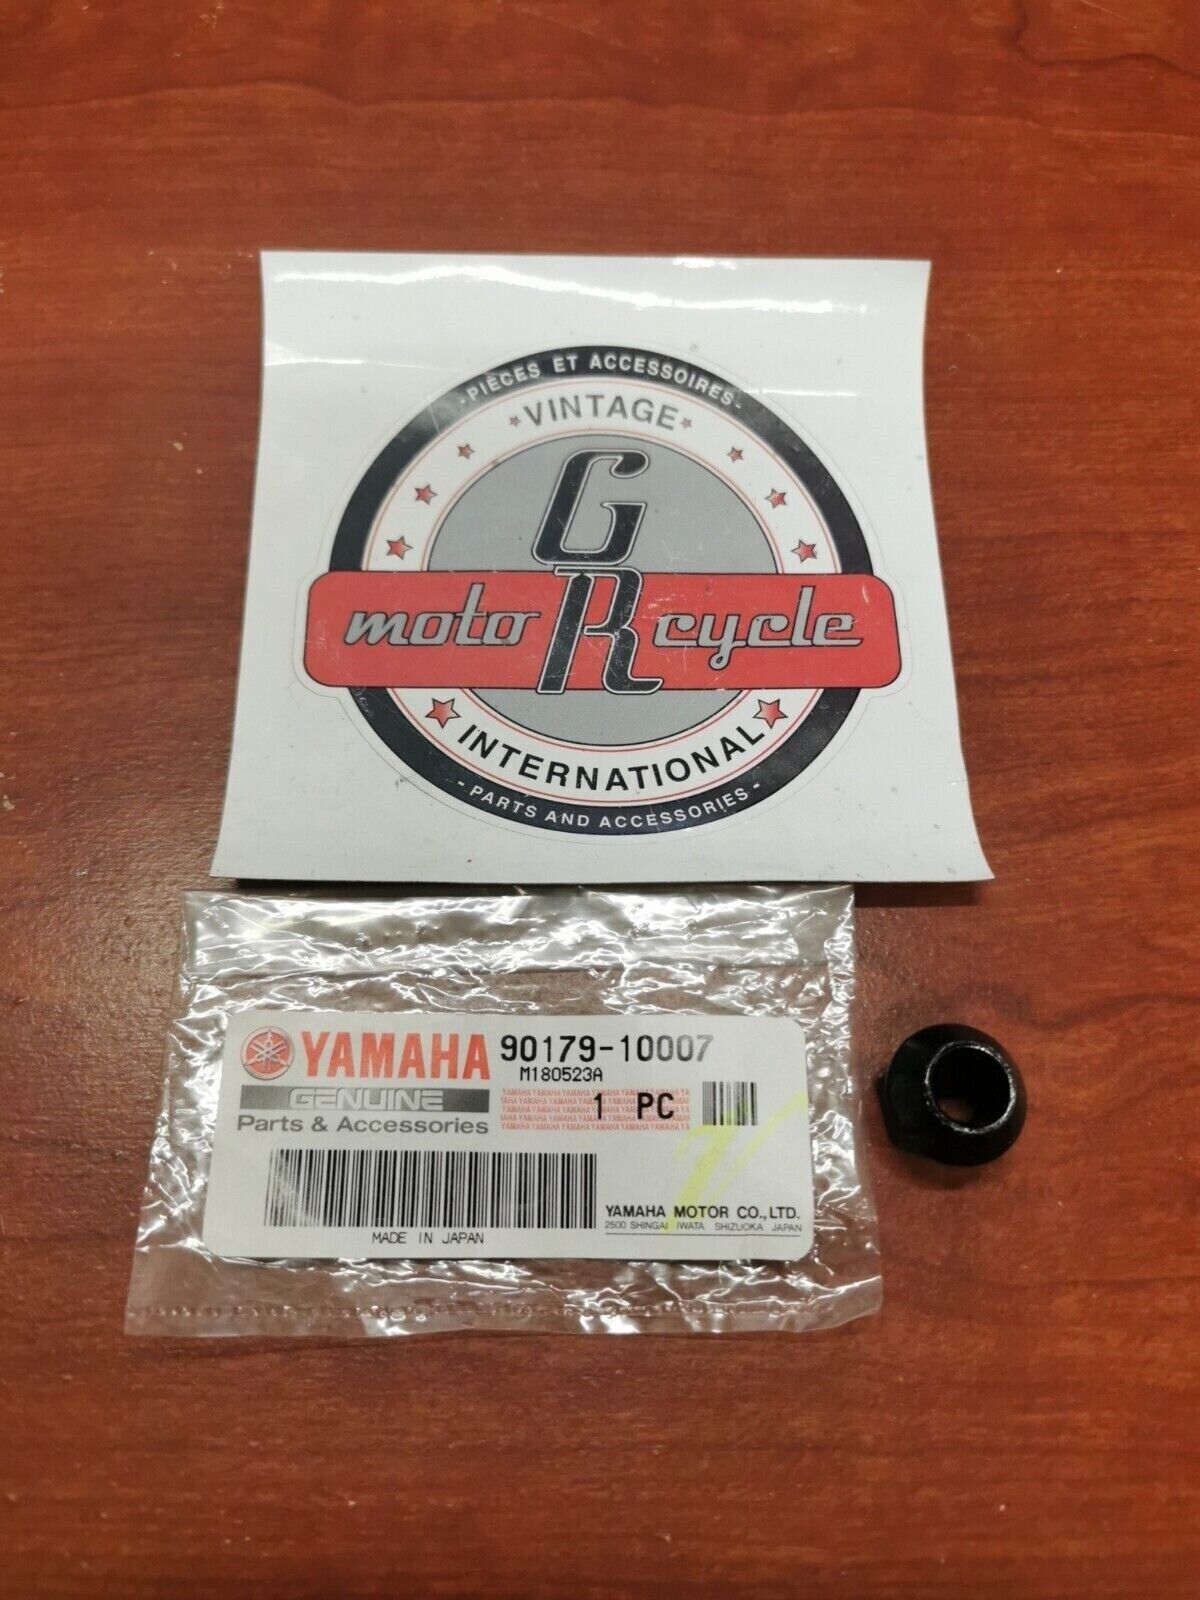 - PIÈCES ET ACCESSOIRES -
VINTAGE
G
moto R cycle
INTERNATIONAL
- PARTS AND ACCESSORIES -
YAMAHA 90179-10007
M180523A
GENUINE
1 PC
Parts & Accessories
YAMAHA MOTOR CO.,LTD.
2500 SHINGAI IWATA SHIZUOKA JAPAN
MADE IN JAPAN